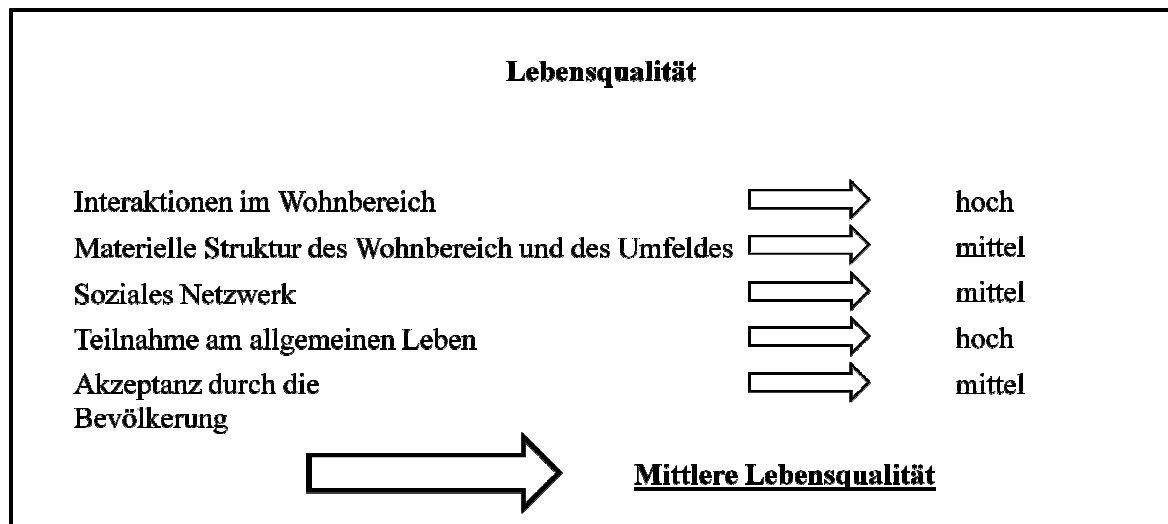 Lebensqualität
Interaktionen im Wohnbereich hoch
Materielle Struktur des Wohnbereich und des Umfeldes mittel
Soziales Netzwerk mittel
Teilnahme am allgemeinen Leben hoch
Akzeptanz durch die mittel
Bevölkerung
Mittlere Lebensqualität